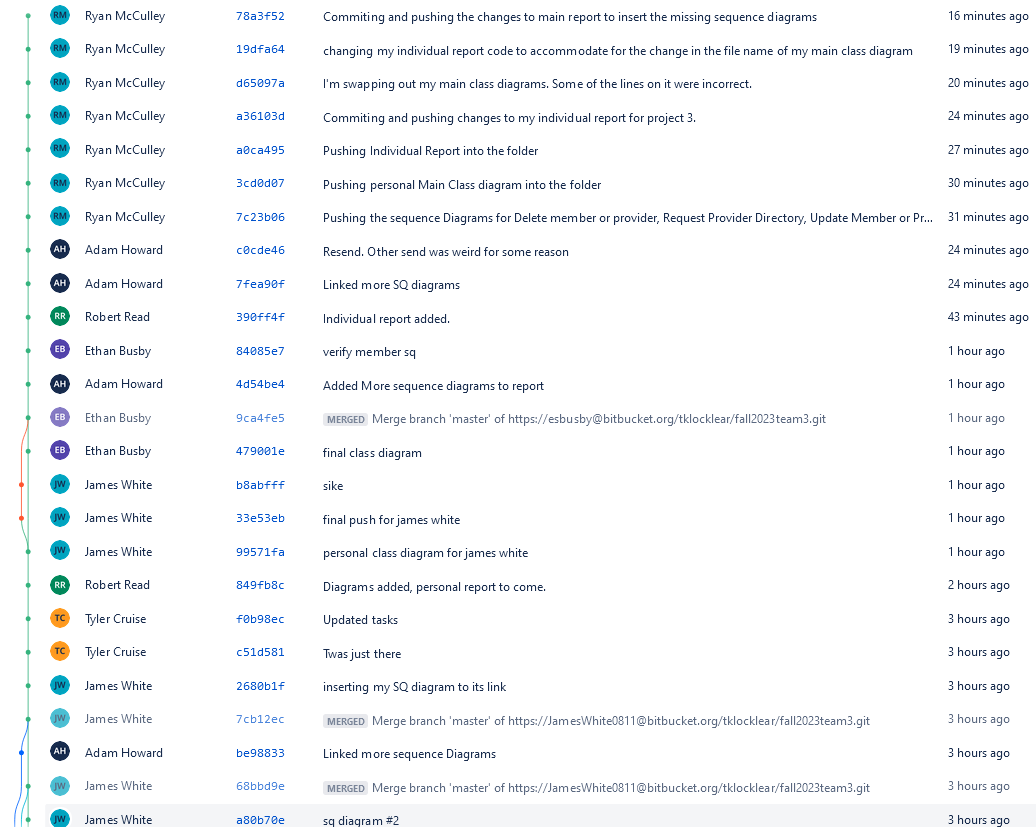 RM Ryan McCulley 78a3f52 Commiting and pushing the changes to main report to insert the missing sequence diagrams 16 minutes ago
RM Ryan McCulley 19dfa64 changing my individual report code to accommodate for the change in the file name of my main class diagram 19 minutes ago
RM Ryan McCulley d65097a I'm swapping out my main class diagrams. Some of the lines on it were incorrect. 20 minutes ago
RM Ryan McCulley a36103d Commiting and pushing changes to my individual report for project 3. 24 minutes ago
RM Ryan McCulley a0ca495 Pushing Individual Report into the folder 27 minutes ago
RM Ryan McCulley 3cd0d07 Pushing personal Main Class diagram into the folder 30 minutes ago
RM Ryan McCulley 7c23b06 Pushing the sequence Diagrams for Delete member or provider, Request Provider Directory, Update Member or Pr... 31 minutes ago
AH Adam Howard c0cde46 Resend. Other send was weird for some reason 24 minutes ago
AH Adam Howard 7fea90f Linked more SQ diagrams 24 minutes ago
RR Robert Read 390ff4f Individual report added. 43 minutes ago
EB Ethan Busby 84085e7 verify member sq 1 hour ago
AH Adam Howard 4d54be4 Added More sequence diagrams to report 1 hour ago
EB Ethan Busby 9ca4fe5 MERGED Merge branch 'master' of https://esbusby@bitbucket.org/tklocklear/fall2023team3.git 1 hour ago
EB Ethan Busby 479001e final class diagram 1 hour ago
JW James White b8abfff sike 1 hour ago
JW James White 33e53eb final push for james white 1 hour ago
JW James White 99571fa personal class diagram for james white 1 hour ago
RR Robert Read 849fb8c Diagrams added, personal report to come. 2 hours ago
TC Tyler Cruise f0b98ec Updated tasks 3 hours ago
TC Tyler Cruise c51d581 Twas just there 3 hours ago
JW James White 2680b1f inserting my SQ diagram to its link 3 hours ago
JW James White 7cb12ec MERGED Merge branch 'master' of https://JamesWhite0811@bitbucket.org/tklocklear/fall2023team3.git 3 hours ago
AH Adam Howard be98833 Linked more sequence Diagrams 3 hours ago
JW James White 68bbd9e MERGED Merge branch 'master' of https://JamesWhite0811@bitbucket.org/tklocklear/fall2023team3.git 3 hours ago
JW James White a80b70e sq diagram #2 3 hours ago